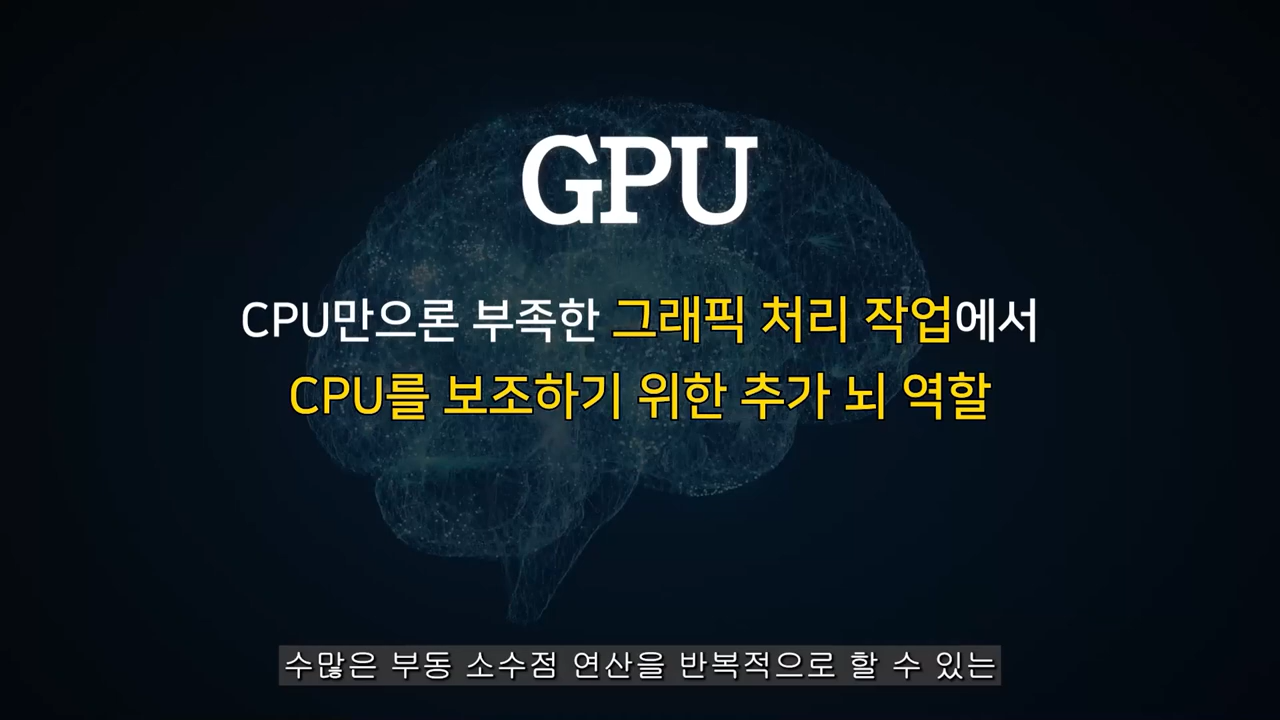 GPU
CPU만으론 부족한 그래픽 처리 작업에서
CPU를 보조하기 위한 추가 뇌 역할
수많은 부동 소수점 연산을 반복적으로 할 수 있는